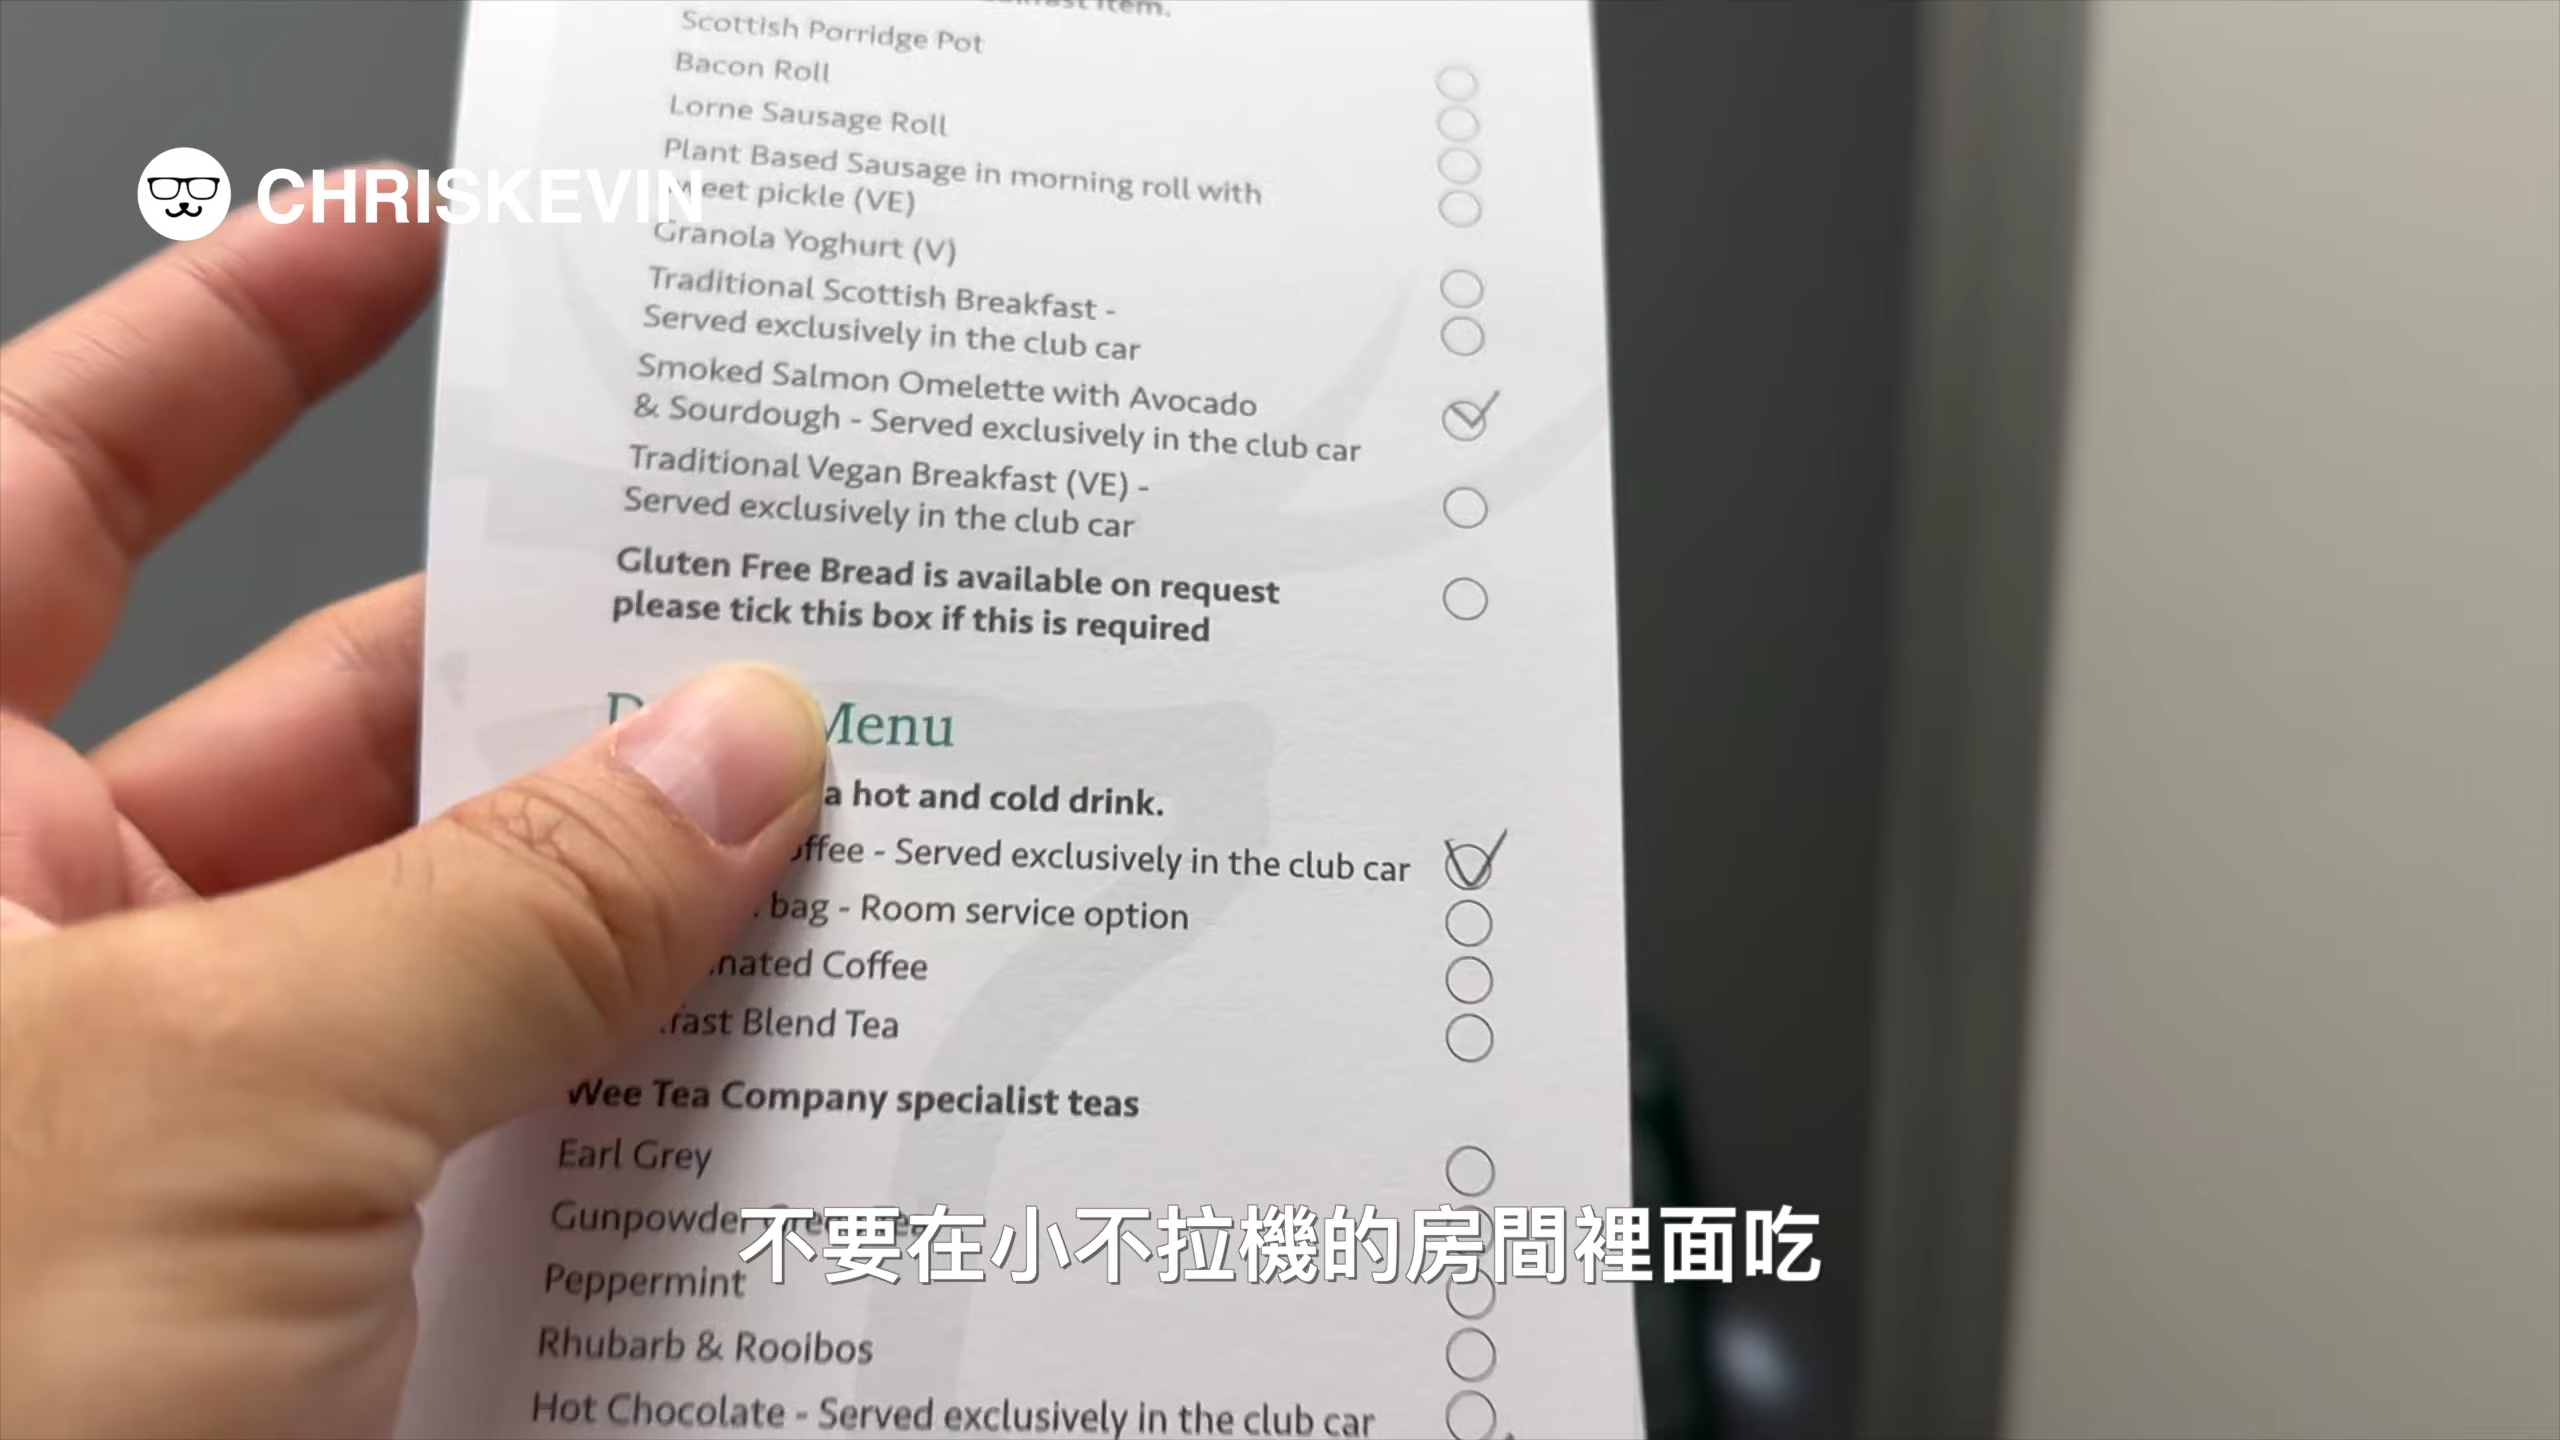 item.
Scottish Porridge Pot
Bacon Roll
Lorne Sausage Roll
Plant Based Sausage in morning roll with
pickle (VE)
Granola Yoghurt (V)
Traditional Scottish Breakfast -
Served exclusively in the club car
Smoked Salmon Omelette with Avocado
& Sourdough - Served exclusively in the club car
Traditional Vegan Breakfast (VE) -
Served exclusively in the club car
Gluten Free Bread is available on request
please tick this box if this is required
Menu
a hot and cold drink.
- Served exclusively in the club car
bag - Room service option
Coffee
Blend Tea
Wee Tea Company specialist teas
Earl Grey
Gunpowder
Peppermint
Rhubarb & Rooibos
Hot Chocolate - Served exclusively in the club car
CHRISKEVIN
不要在小不拉機的房間裡面吃